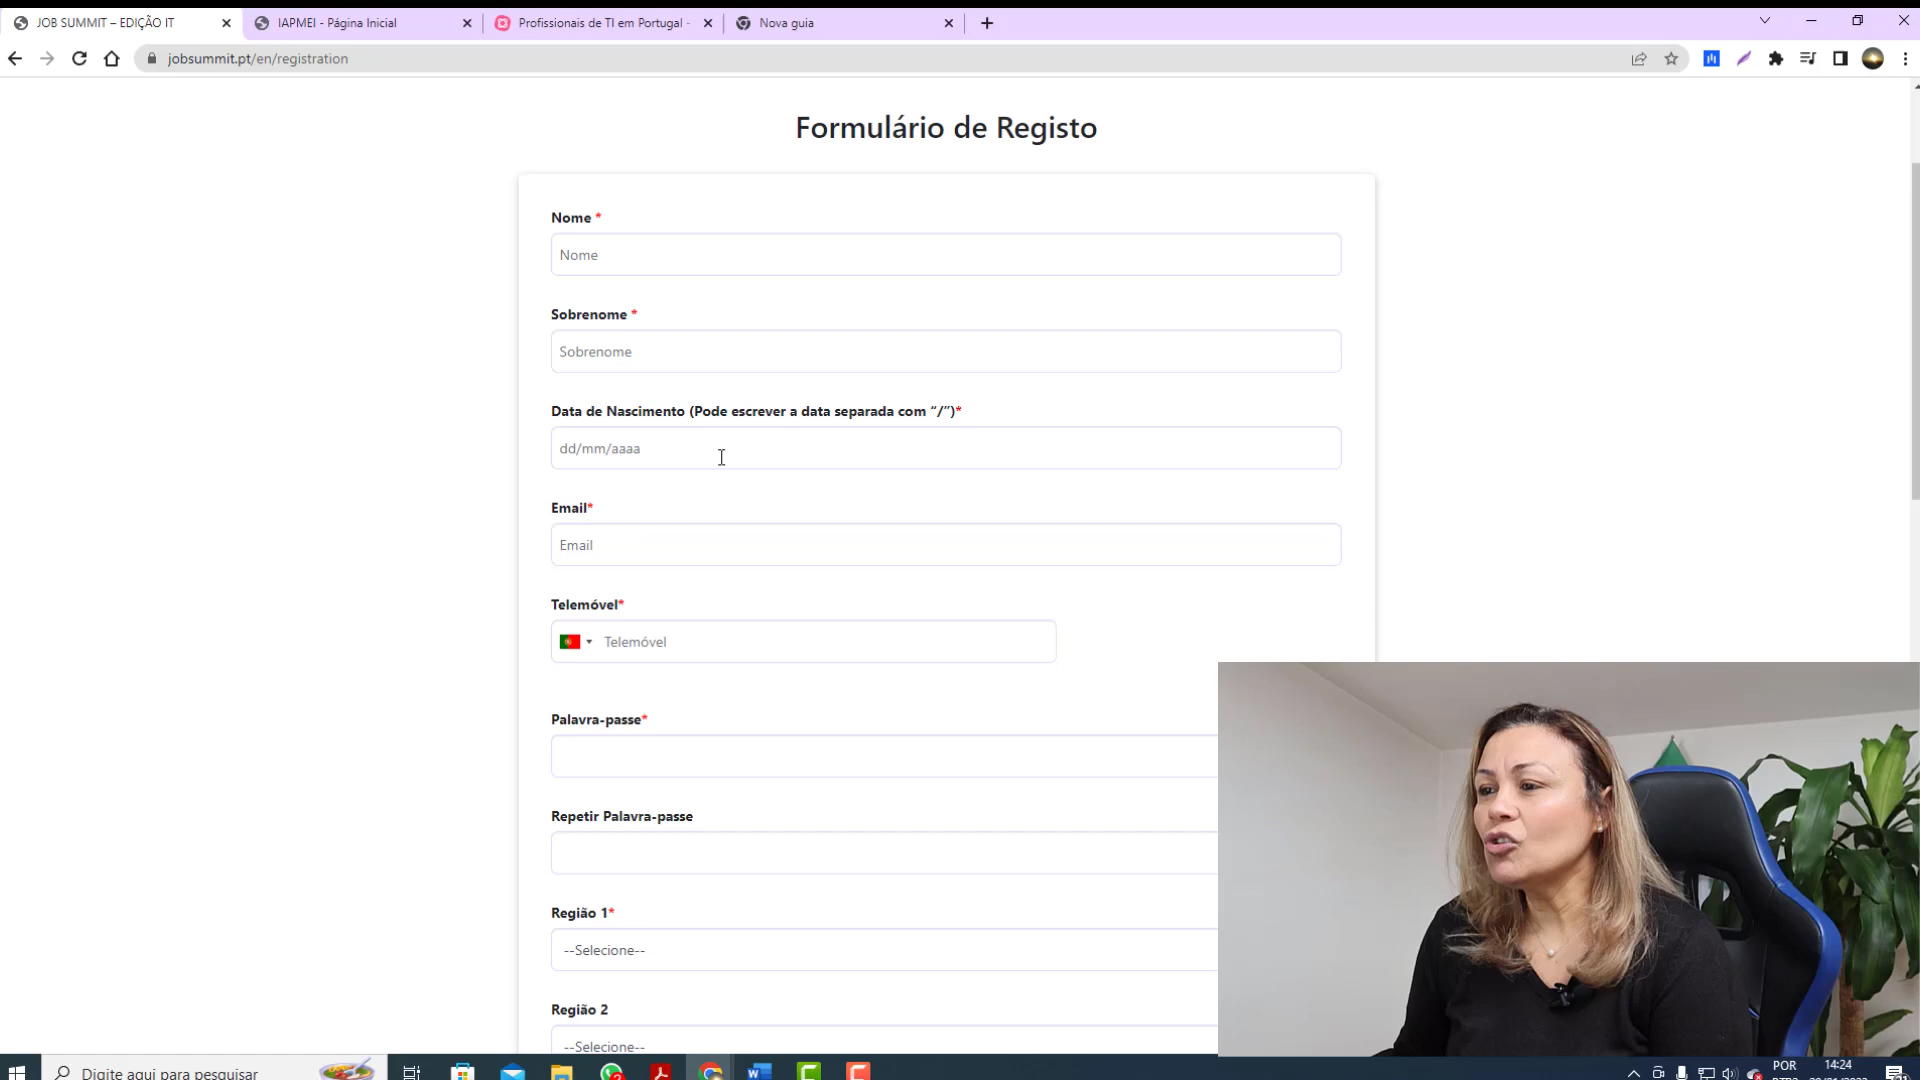 JOB SUMMIT – EDIÇÃO IT
IAPMEI - Página Inicial
Profissionais de TI em Portugal -
Nova guia
jobsummit.pt/en/registration
Formulário de Registo
Nome *
Nome
Sobrenome *
Sobrenome
Data de Nascimento (Pode escrever a data separada com “/”)*
dd/mm/aaaa
Email*
Email
Telemóvel*
Telemóvel
Palavra-passe*
Repetir Palavra-passe
Região 1*
--Selecione--
Região 2
--Selecione--
Digite aqui para pesquisar
POR
14:24